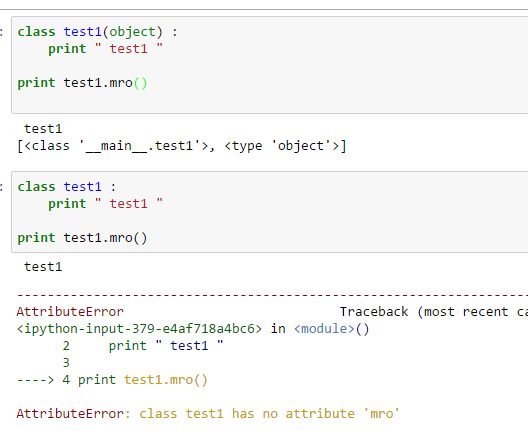 : class test1(object) :
    print " test1 "
print test1.mro()
 test1
[<class '__main__.test1'>, <type 'object'>]
: class test1 :
    print " test1 "
print test1.mro()
 test1
---------------------------------------------------------------------------
AttributeError                            Traceback (most recent ca
<ipython-input-379-e4af718a4bc6> in <module>()
      2     print " test1 "
      3
----> 4 print test1.mro()
AttributeError: class test1 has no attribute 'mro'